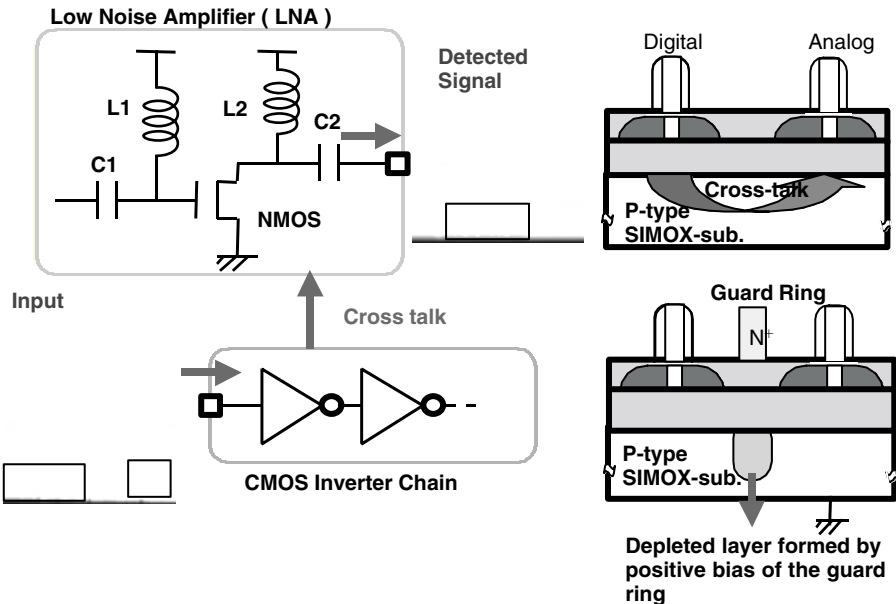 Low Noise Amplifier ( LNA )
L1
L2
C1
C2
NMOS
Detected
Signal
Input
Cross talk
CMOS Inverter Chain
Digital
Analog
Cross-talk
P-type
SIMOX-sub.
Guard Ring
N+
P-type
SIMOX-sub.
Depleted layer formed by
positive bias of the guard
ring